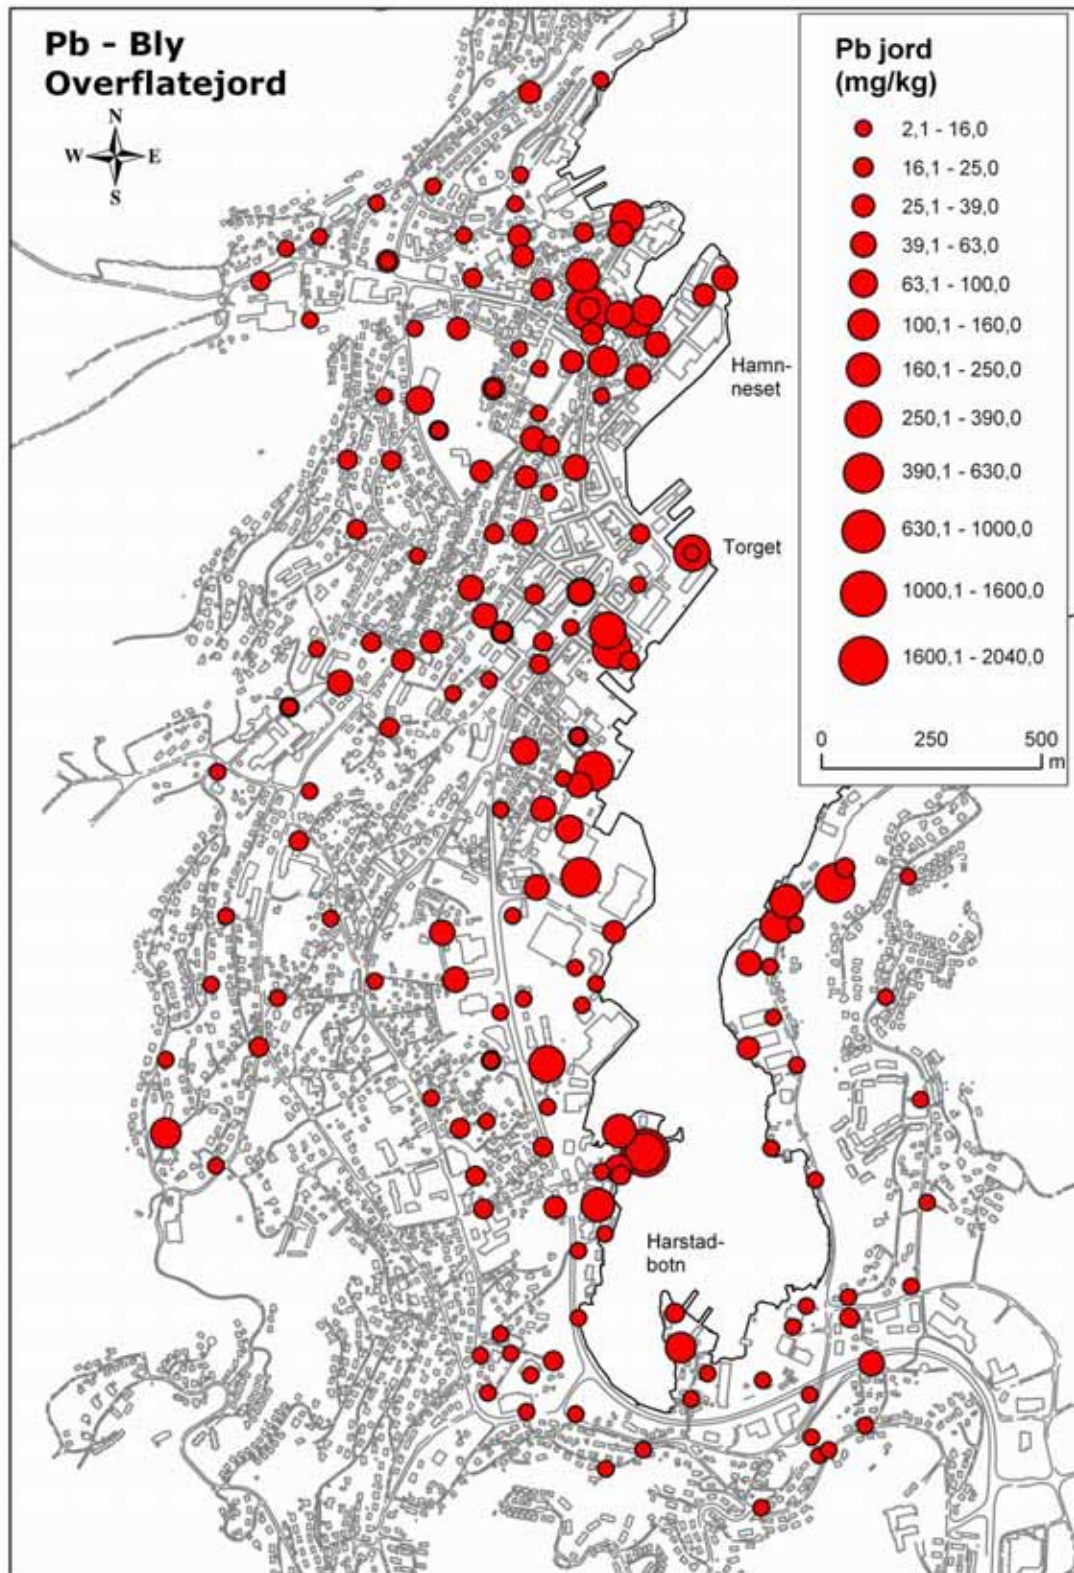 Pb - Bly
Overflatejord
N
W E
S
Pb jord
(mg/kg)
2,1 - 16,0
16,1 - 25,0
25,1 - 39,0
39,1 - 63,0
63,1 - 100,0
100,1 - 160,0
160,1 - 250,0
250,1 - 390,0
390,1 - 630,0
630,1 - 1000,0
1000,1 - 1600,0
1600,1 - 2040,0
0 250 500
m
Hamn-
neset
Torget
Harstad-
botn